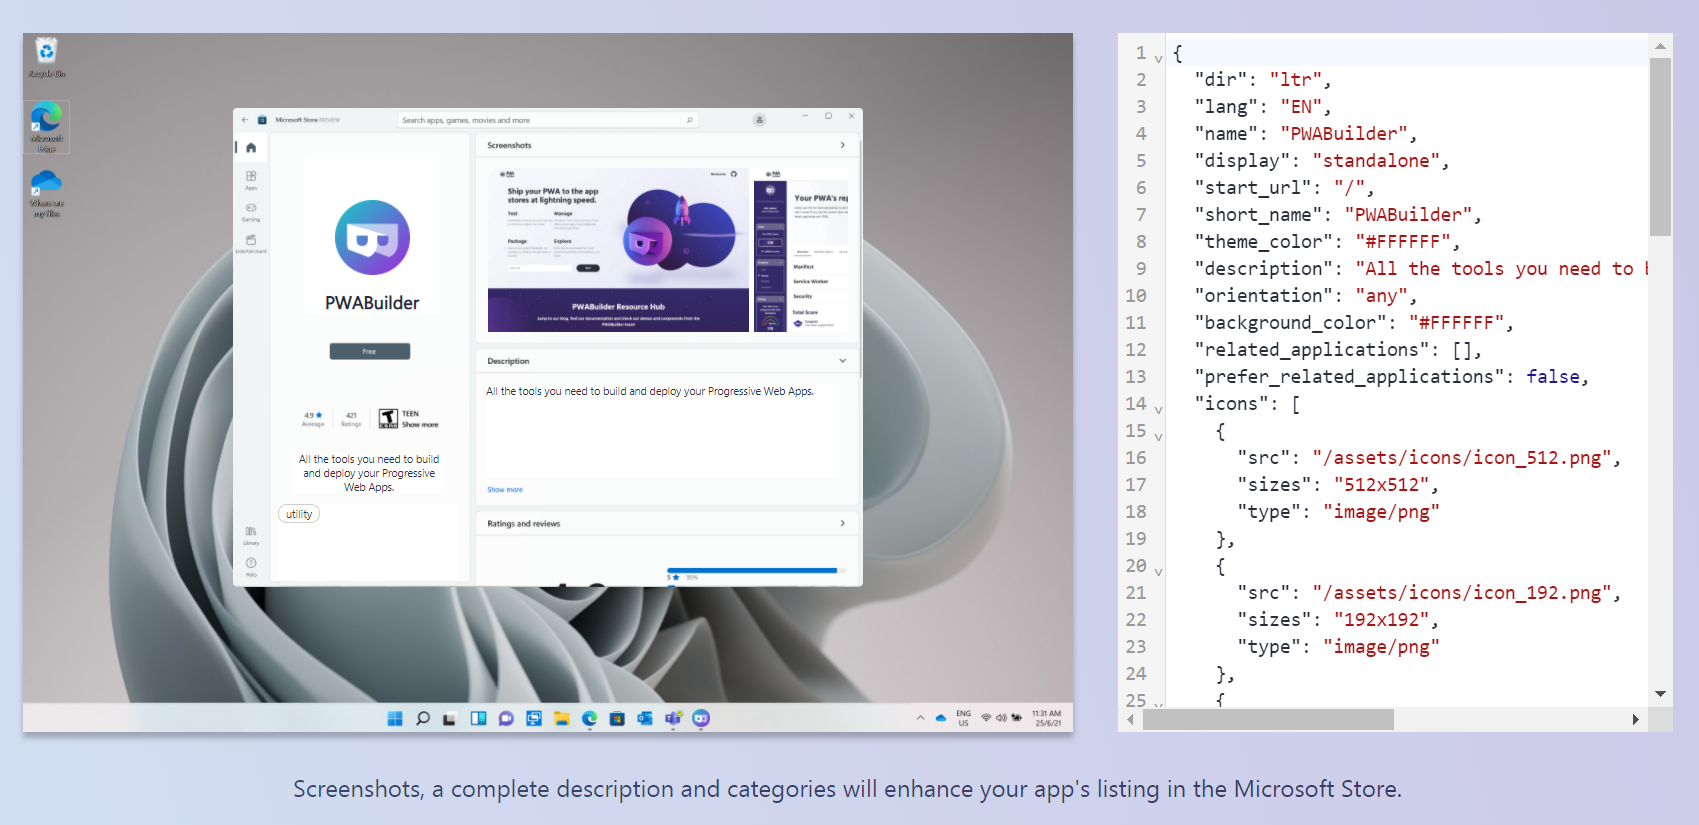 Recycle Bin
Microsoft
Edge
Where are
my files
Microsoft Store PREVIEW
Search apps, games, movies and more
Apps
Gaming
Entertainment
Library
Help
PWABuilder
Free
4.9 ★
Average
421
Ratings
T
TEEN
Show more
All the tools you need to build
and deploy your Progressive
Web Apps.
utility
Screenshots
Ship your PWA to the app
stores at lightning speed.
Test
Manage
Package
Explore
PWABuilder Resource Hub
Your PWA's rep
Manifest
Service Worker
Security
Total Score
Description
All the tools you need to build and deploy your Progressive Web Apps.
Show more
Ratings and reviews
5 ★ 95%
ENG
US
11:31 AM
25/6/21
1 {
2 "dir": "ltr",
3 "lang": "EN",
4 "name": "PWABuilder",
5 "display": "standalone",
6 "start_url": "/",
7 "short_name": "PWABuilder",
8 "theme_color": "#FFFFFF",
9 "description": "All the tools you need to
10 "orientation": "any",
11 "background_color": "#FFFFFF",
12 "related_applications": [],
13 "prefer_related_applications": false,
14 "icons": [
15 {
16 "src": "/assets/icons/icon_512.png",
17 "sizes": "512x512",
18 "type": "image/png"
19 },
20 {
21 "src": "/assets/icons/icon_192.png",
22 "sizes": "192x192",
23 "type": "image/png"
24 },
25 {
Screenshots, a complete description and categories will enhance your app's listing in the Microsoft Store.